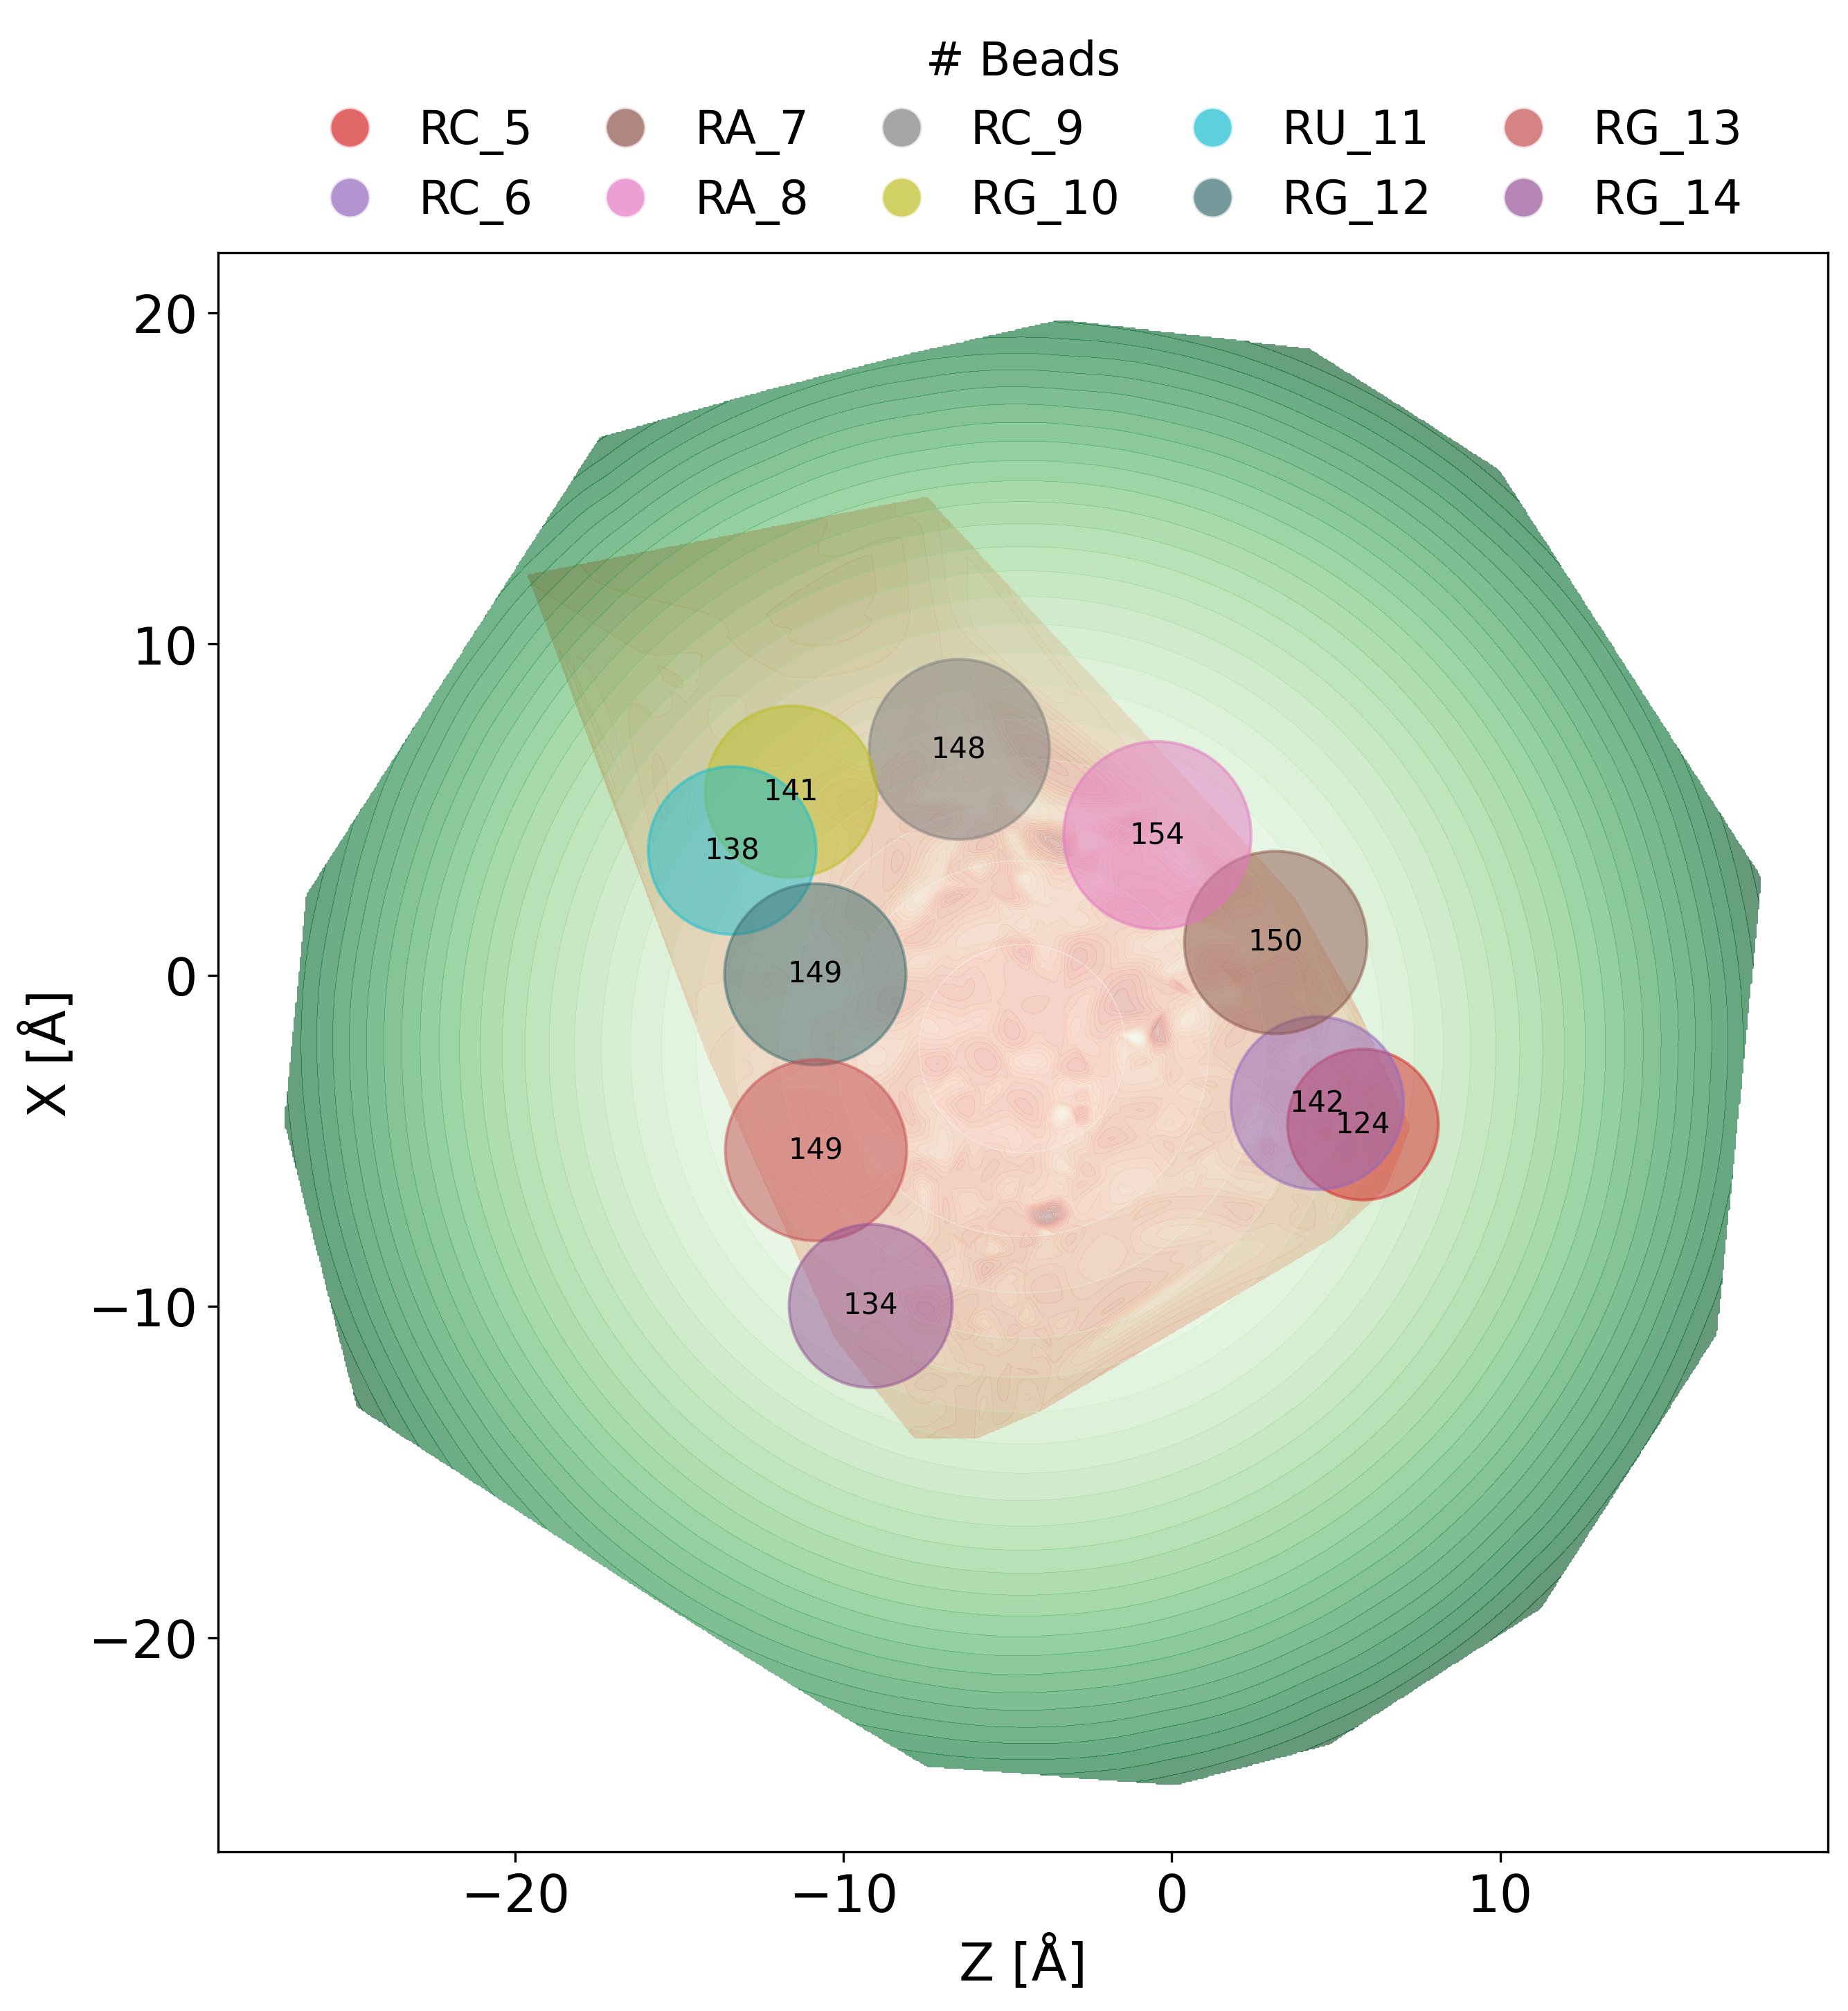 # Beads
RC_5 RA_7 RC_9 RU_11 RG_13
RC_6 RA_8 RG_10 RG_12 RG_14
20
10
0
−10
−20
X [Å]
148
141
154
138
150
149
142
124
149
134
−20 −10 0 10
Z [Å]